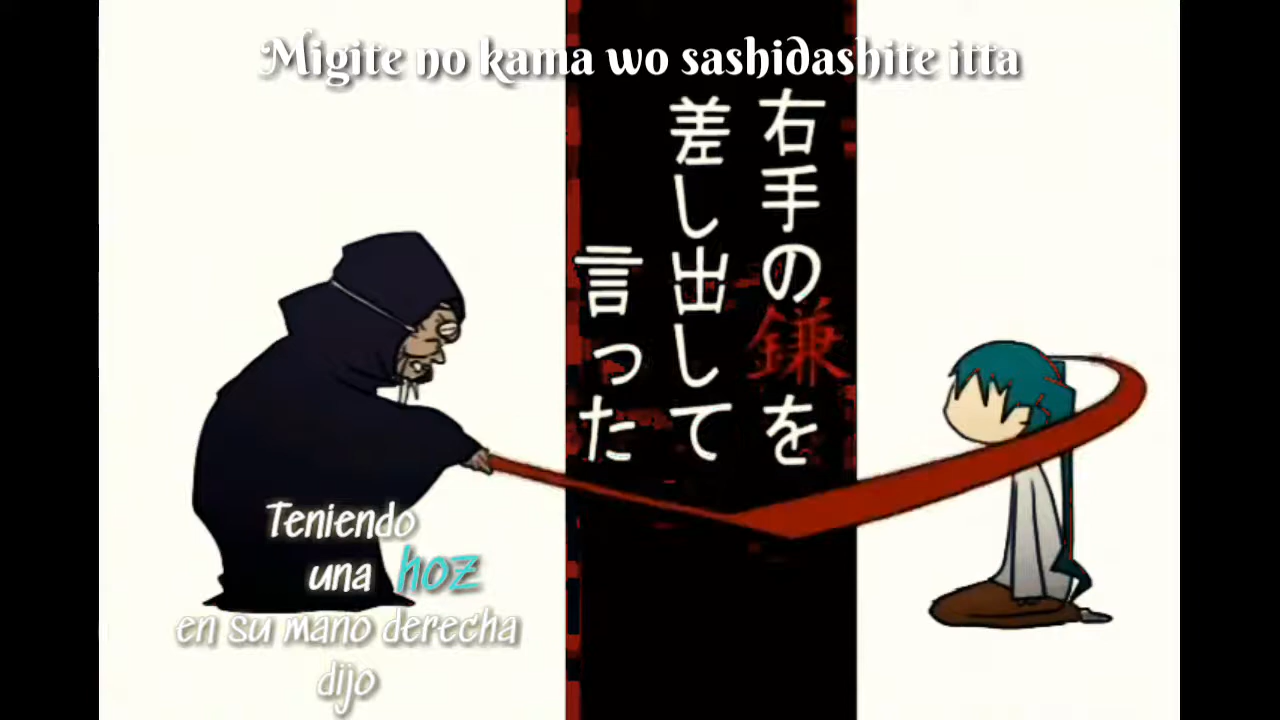 Migite no kama wo sashidashite itta
右手の鎌を
差し出して
言った
Teniendo
una hoz
en su mano derecha
dijo